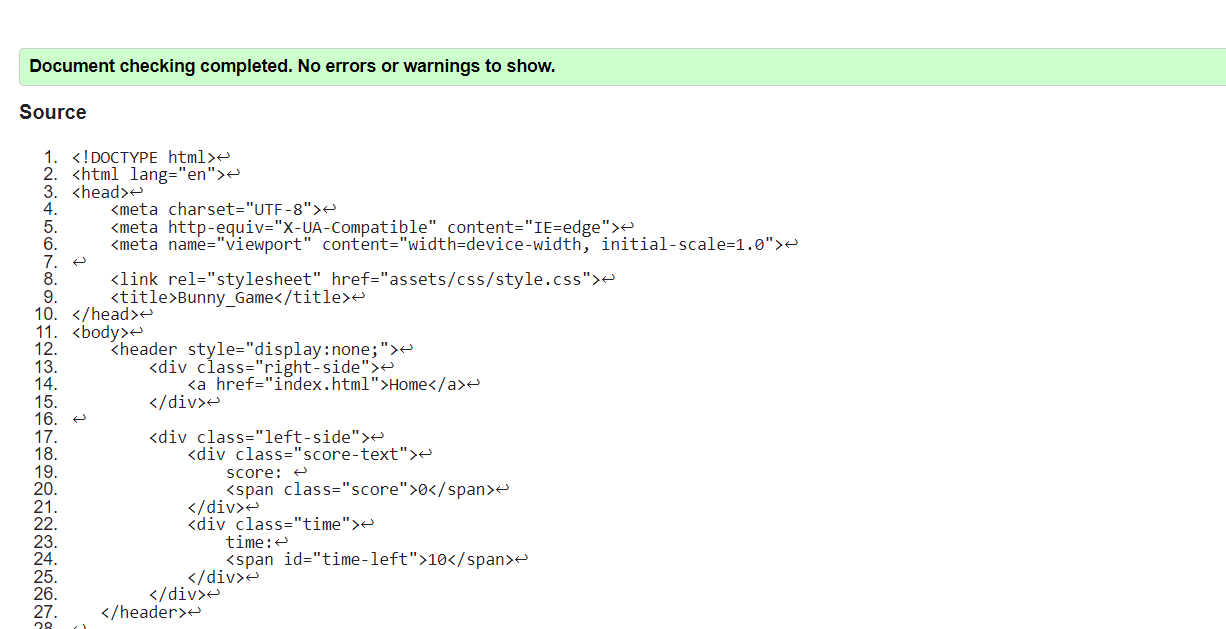 Document checking completed. No errors or warnings to show.
Source
1. <!DOCTYPE html>↩
2. <html lang="en">↩
3. <head>↩
4.     <meta charset="UTF-8">↩
5.     <meta http-equiv="X-UA-Compatible" content="IE=edge">↩
6.     <meta name="viewport" content="width=device-width, initial-scale=1.0">↩
7. ↩
8.     <link rel="stylesheet" href="assets/css/style.css">↩
9.     <title>Bunny_Game</title>↩
10. </head>↩
11. <body>↩
12.     <header style="display:none;">↩
13.         <div class="right-side">↩
14.             <a href="index.html">Home</a>↩
15.         </div>↩
16. ↩
17.         <div class="left-side">↩
18.             <div class="score-text">↩
19.                 score: ↩
20.                 <span class="score">0</span>↩
21.             </div>↩
22.             <div class="time">↩
23.                 time:↩
24.                 <span id="time-left">10</span>↩
25.             </div>↩
26.         </div>↩
27.    </header>↩
28. ↩